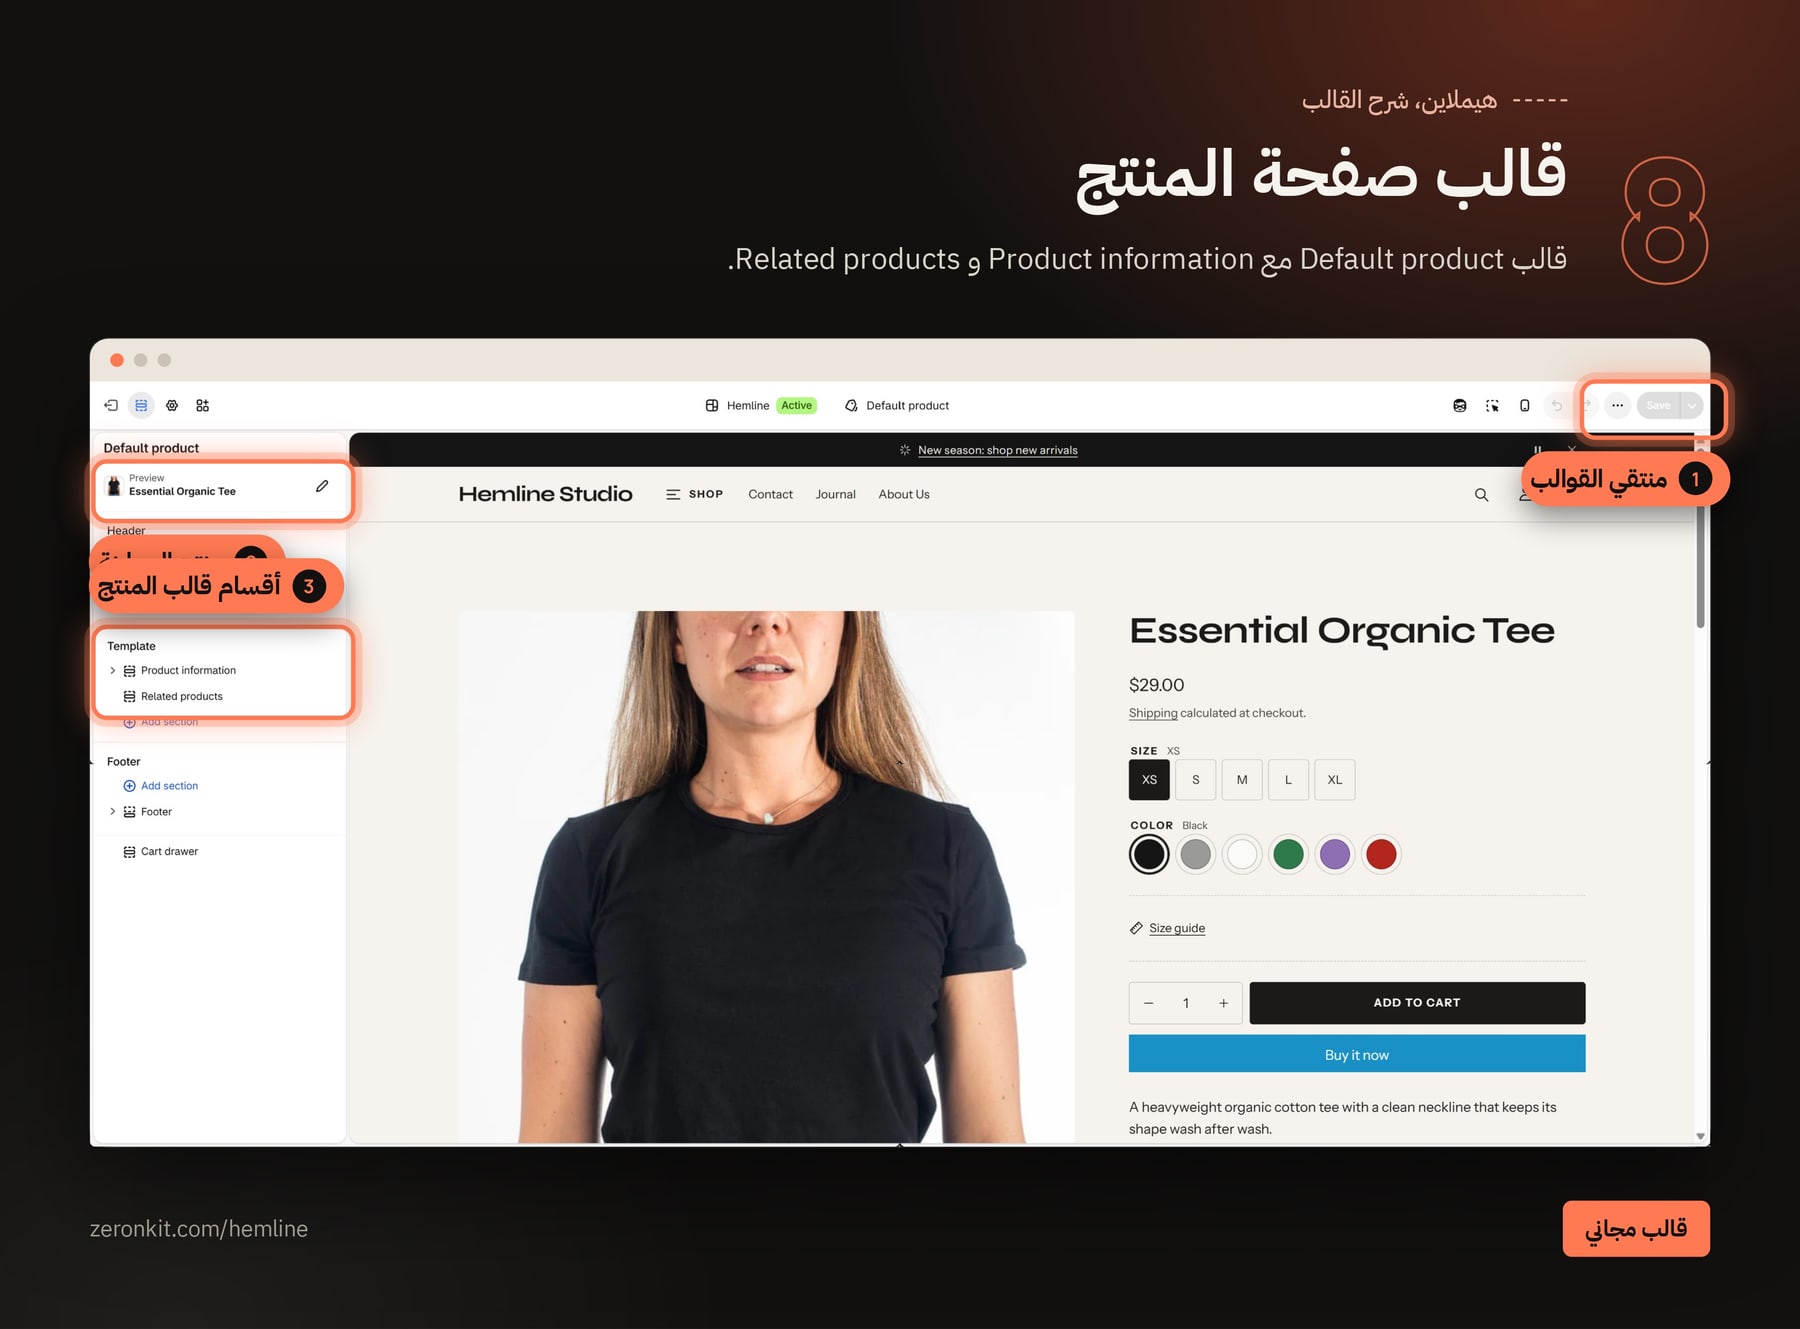 هيملاين، شرح القالب
8
قالب صفحة المنتج
قالب Default product مع Product information و Related products.
Hemline Active
Default product
Save
Default product
Preview
Essential Organic Tee
Header
1 منتقي القوالب
3 أقسام قالب المنتج
Template
Product information
Related products
Add section
Footer
Add section
Footer
Cart drawer
New season: shop new arrivals
Hemline Studio
SHOP Contact Journal About Us
Essential Organic Tee
$29.00
Shipping calculated at checkout.
SIZE XS
XS S M L XL
COLOR Black
Size guide
− 1 +
ADD TO CART
Buy it now
A heavyweight organic cotton tee with a clean neckline that keeps its
shape wash after wash.
zeronkit.com/hemline
قالب مجاني